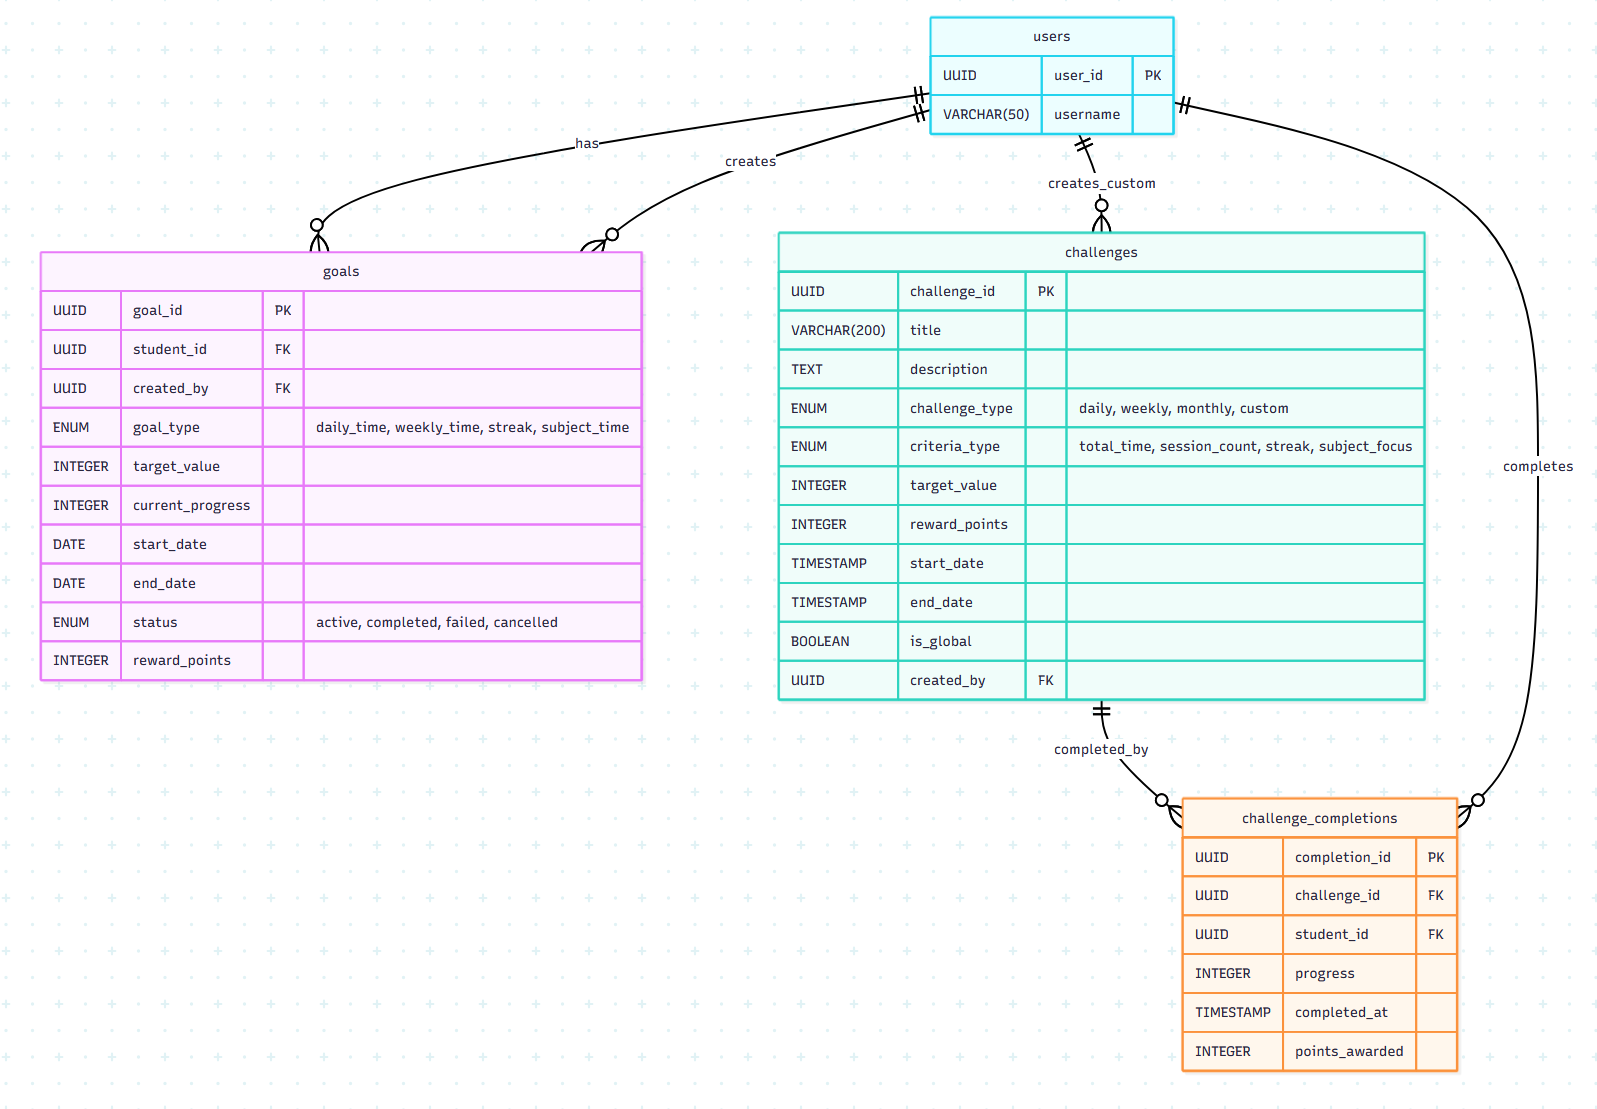 users
UUID user_id PK
VARCHAR(50) username
has
creates
creates_custom
goals
UUID goal_id PK
UUID student_id FK
UUID created_by FK
ENUM goal_type daily_time, weekly_time, streak, subject_time
INTEGER target_value
INTEGER current_progress
DATE start_date
DATE end_date
ENUM status active, completed, failed, cancelled
INTEGER reward_points
challenges
UUID challenge_id PK
VARCHAR(200) title
TEXT description
ENUM challenge_type daily, weekly, monthly, custom
ENUM criteria_type total_time, session_count, streak, subject_focus
INTEGER target_value
INTEGER reward_points
TIMESTAMP start_date
TIMESTAMP end_date
BOOLEAN is_global
UUID created_by FK
completes
completed_by
challenge_completions
UUID completion_id PK
UUID challenge_id FK
UUID student_id FK
INTEGER progress
TIMESTAMP completed_at
INTEGER points_awarded